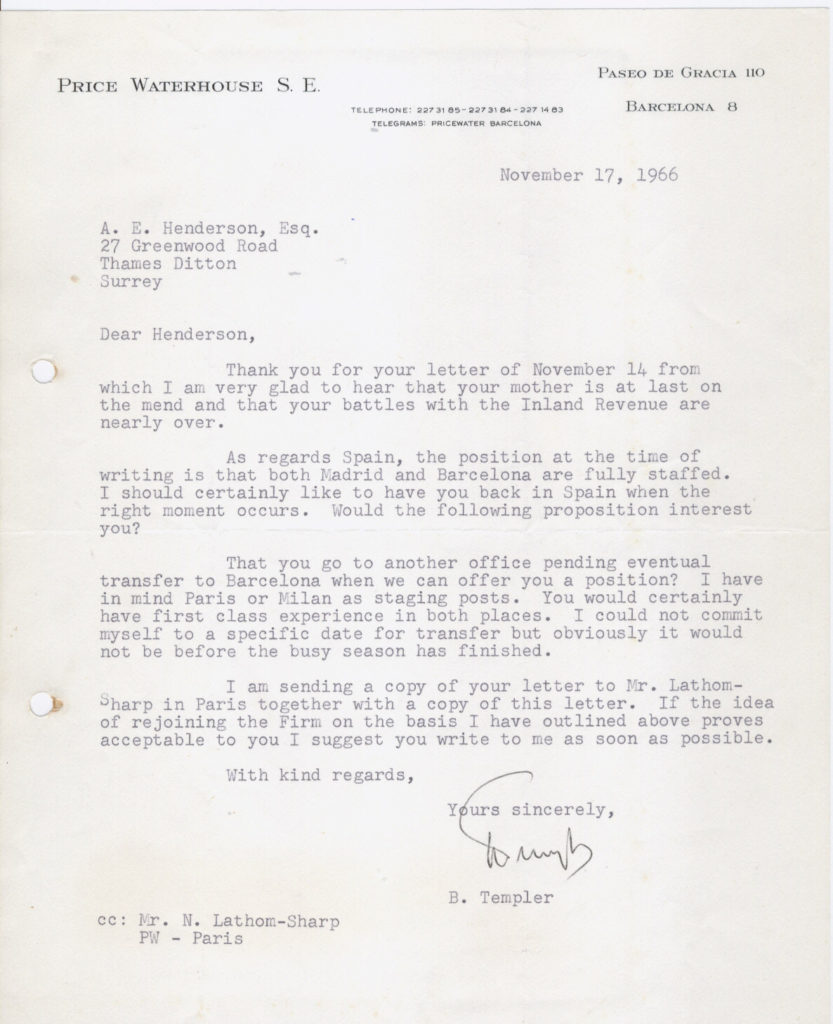 PRICE WATERHOUSE S. E.
PASEO DE GRACIA 110
BARCELONA 8
TELEPHONE: 227 31 85 - 227 31 84 - 227 14 83
TELEGRAMS: PRICEWATER BARCELONA
November 17, 1966
A. E. Henderson, Esq.
27 Greenwood Road
Thames Ditton
Surrey
Dear Henderson,
Thank you for your letter of November 14 from
which I am very glad to hear that your mother is at last on
the mend and that your battles with the Inland Revenue are
nearly over.
As regards Spain, the position at the time of
writing is that both Madrid and Barcelona are fully staffed.
I should certainly like to have you back in Spain when the
right moment occurs. Would the following proposition interest
you?
That you go to another office pending eventual
transfer to Barcelona when we can offer you a position? I have
in mind Paris or Milan as staging posts. You would certainly
have first class experience in both places. I could not commit
myself to a specific date for transfer but obviously it would
not be before the busy season has finished.
I am sending a copy of your letter to Mr. Lathom-
Sharp in Paris together with a copy of this letter. If the idea
of rejoining the Firm on the basis I have outlined above proves
acceptable to you I suggest you write to me as soon as possible.
With kind regards,
Yours sincerely,
B. Templer
cc: Mr. N. Lathom-Sharp
PW - Paris